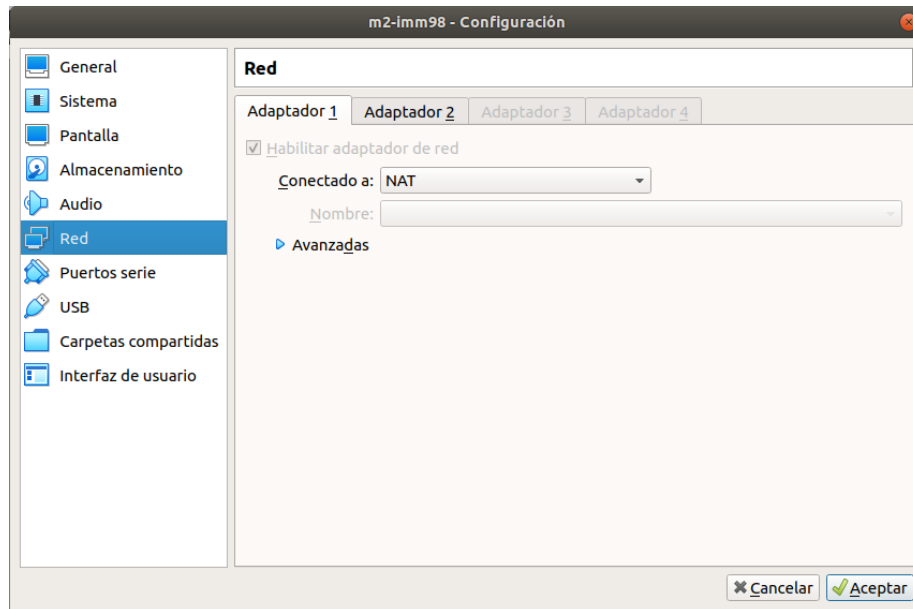 m2-imm98 - Configuración
General
Sistema
Pantalla
Almacenamiento
Audio
Red
Puertos serie
USB
Carpetas compartidas
Interfaz de usuario
Red
Adaptador 1 Adaptador 2 Adaptador 3 Adaptador 4
Habilitar adaptador de red
Conectado a: NAT
Nombre:
Avanzadas
Cancelar Aceptar